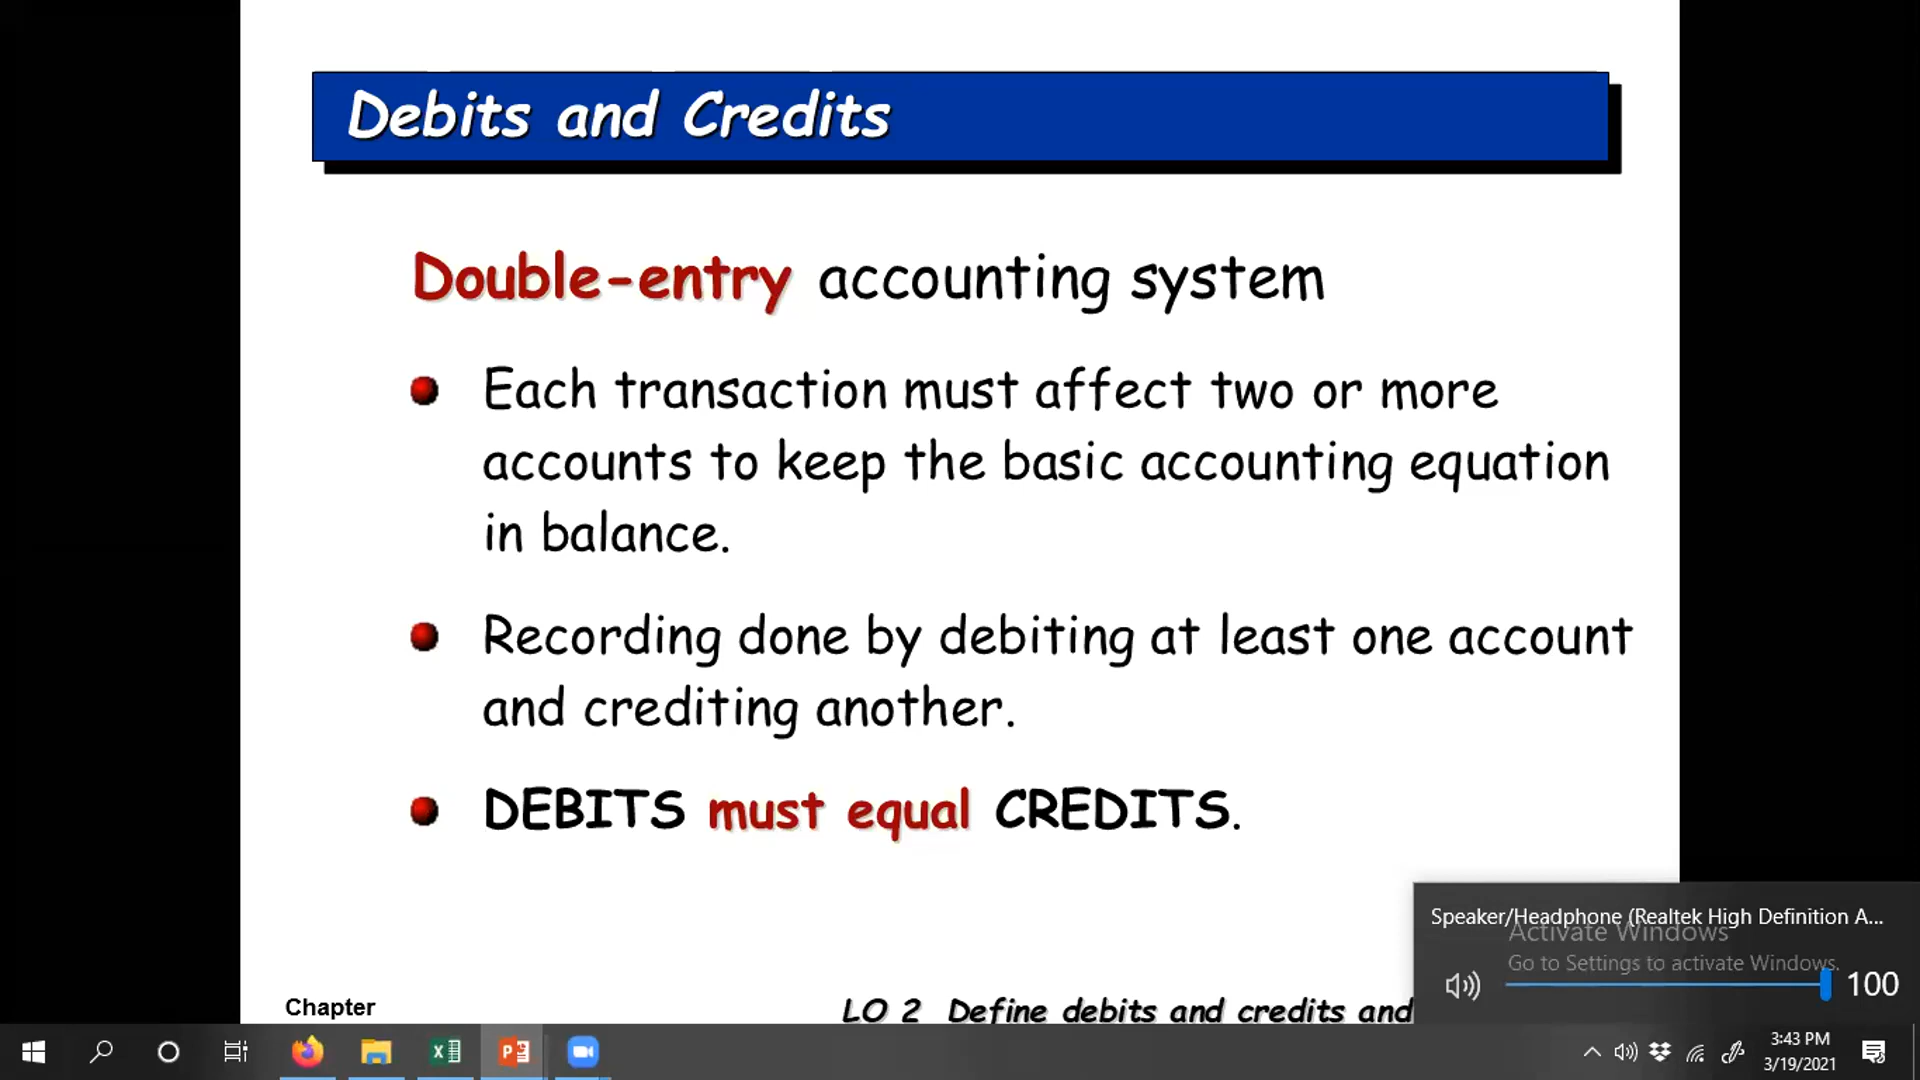 Debits and Credits
Double-entry accounting system
Each transaction must affect two or more
accounts to keep the basic accounting equation
in balance.
Recording done by debiting at least one account
and crediting another.
DEBITS must equal CREDITS.
Speaker/Headphone (Realtek High Definition A...
Activate Windows
Go to Settings to activate Windows.
100
Chapter
LO 2 Define debits and credits and
3:43 PM
3/19/2021